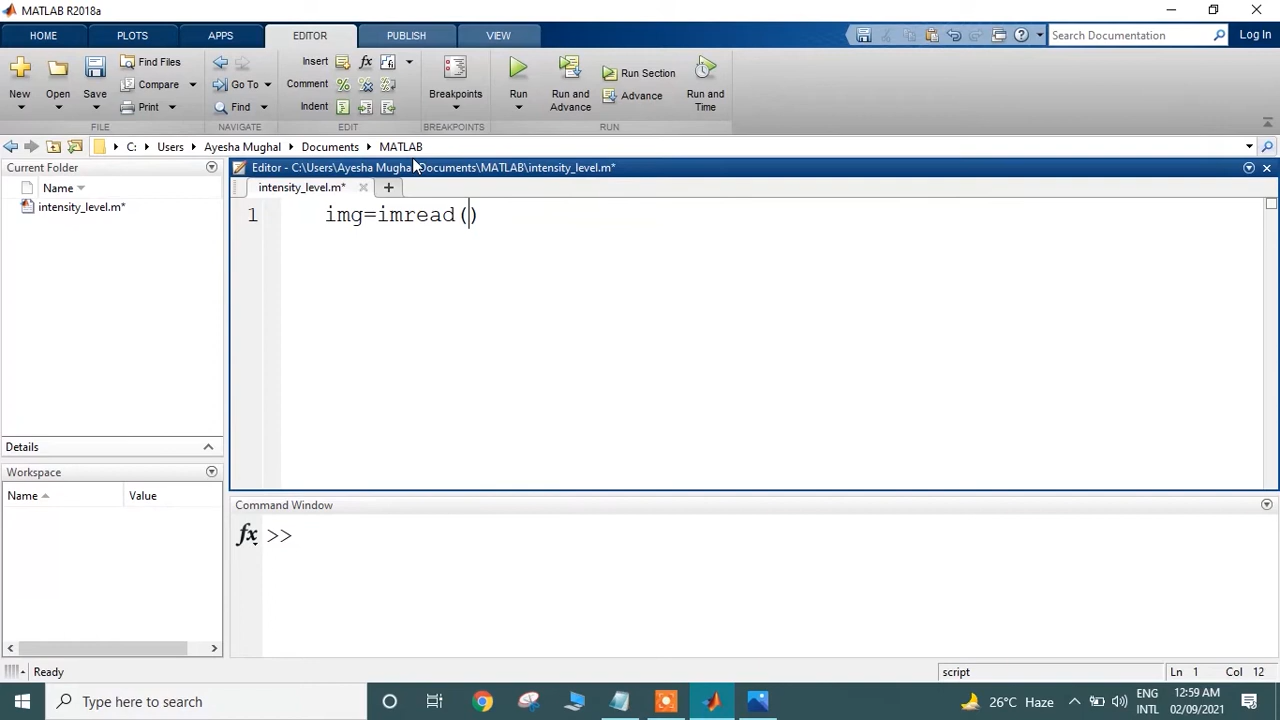 MATLAB R2018a
HOME PLOTS APPS EDITOR PUBLISH VIEW Search Documentation Log In
New Open Save Find Files Compare Print
Go To Find
Insert fx
Comment
Indent
Breakpoints Run Run and Advance Run Section Advance Run and Time
FILE NAVIGATE EDIT BREAKPOINTS RUN
C: Users Ayesha Mughal Documents MATLAB
Current Folder
Name
intensity_level.m*
Details
Workspace
Name Value
Editor - C:\Users\Ayesha Mughal\Documents\MATLAB\intensity_level.m*
intensity_level.m* +
1 img=imread()
Command Window
fx >>
Ready script Ln 1 Col 12
Type here to search 26°C Haze ENG INTL 12:59 AM 02/09/2021